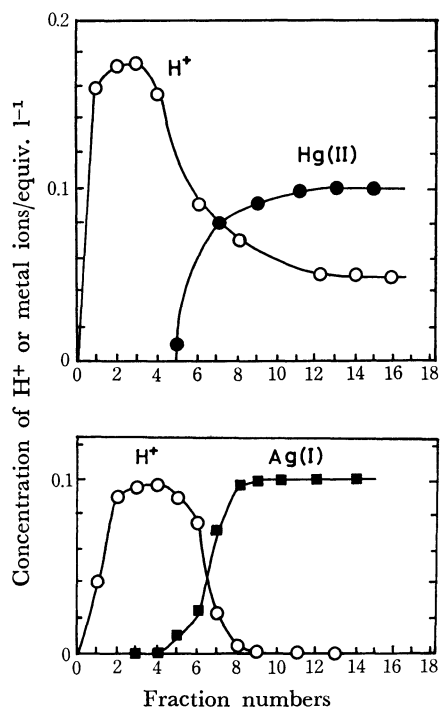 Concentration of H⁺ or metal ions/equiv. l⁻¹
0.2
H⁺
Hg(II)
0.1
0
0 2 4 6 8 10 12 14 16 18
H⁺
Ag(I)
0.1
0
0 2 4 6 8 10 12 14 16 18
Fraction numbers